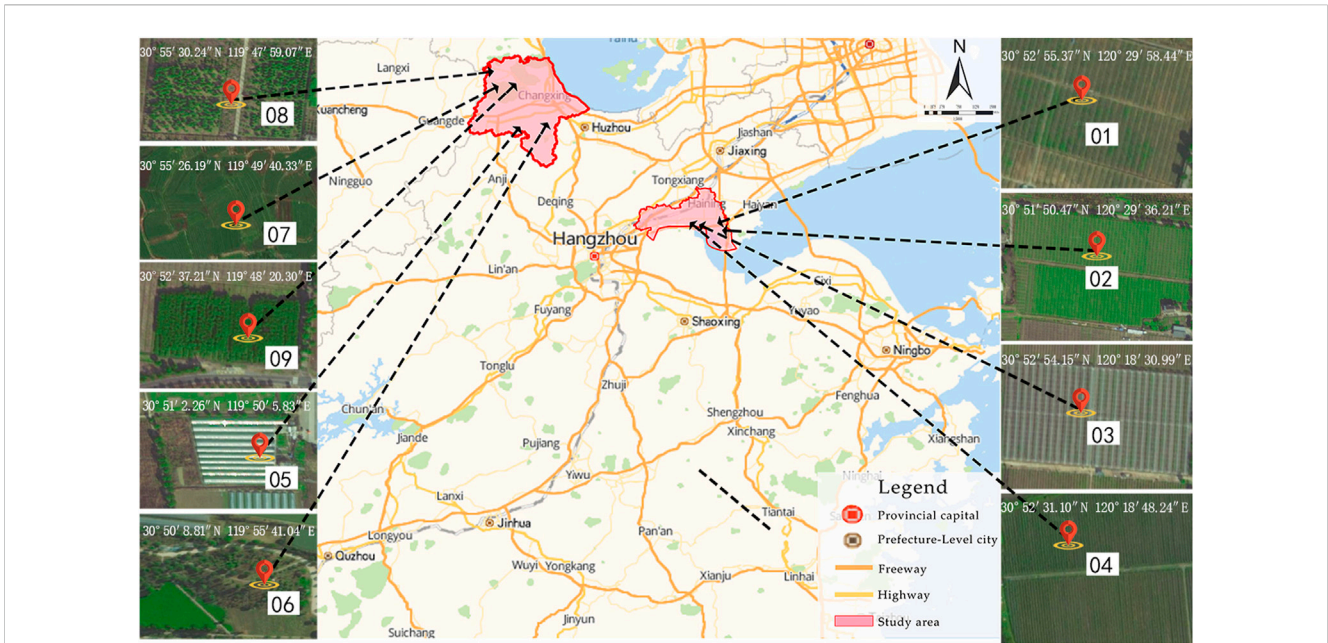 30° 55′ 30.24″ N 119° 47′ 59.07″ E
08
30° 55′ 26.19″ N 119° 49′ 40.33″ E
07
30° 52′ 37.21″ N 119° 48′ 20.30″ E
09
30° 51′ 2.26″ N 119° 50′ 5.83″ E
05
30° 50′ 8.81″ N 119° 55′ 41.04″ E
06
Langxi
Changxing
Guangde
Huzhou
Jiashan
Jiaxing
Ningguo
Anji
Tongxiang
Deqing
Haining
Haiyan
Hangzhou
Lin'an
Cixi
Fuyang
Shaoxing
Yuyao
Ningbo
Tonglu
Zhuji
Fenghua
Chun'an
Shengzhou
Jiande
Pujiang
Xinchang
Xiangshan
Yiwu
Lanxi
Tiantai
Jinhua
Pan'an
Longyou
Quzhou
Wuyi
Yongkang
Xianju
Linhai
Jinyun
Suichang
N
Legend
Provincial capital
Prefecture-Level city
Freeway
Highway
Study area
30° 52′ 55.37″ N 120° 29′ 58.44″ E
01
30° 51′ 50.47″ N 120° 29′ 36.21″ E
02
30° 52′ 54.15″ N 120° 18′ 30.99″ E
03
30° 52′ 31.10″ N 120° 18′ 48.24″ E
04